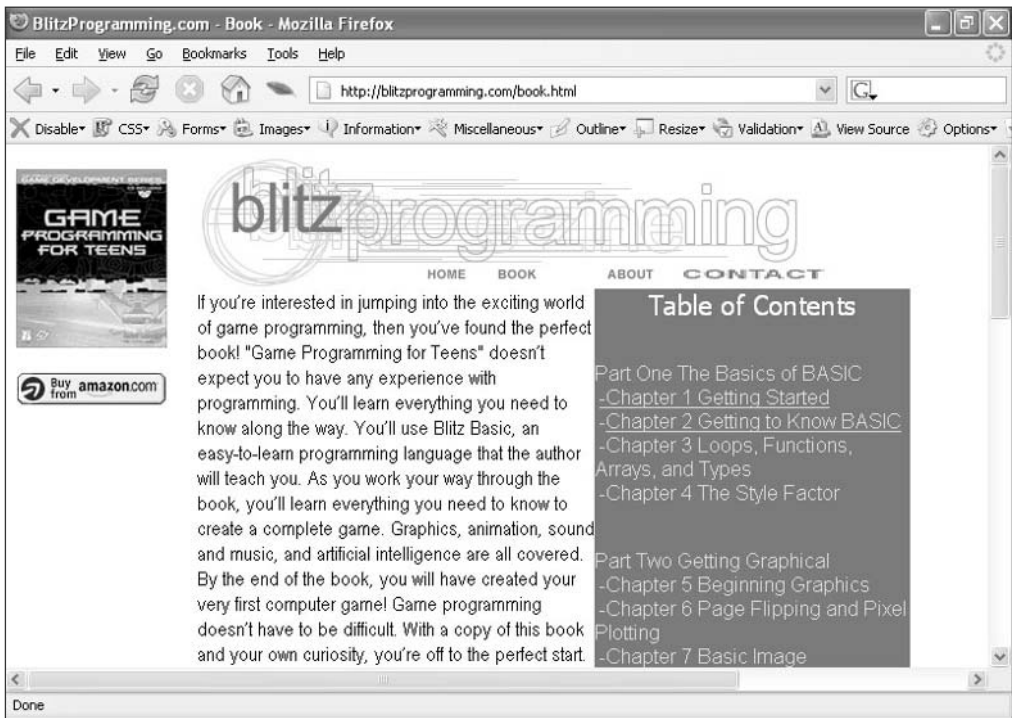 BlitzProgramming.com - Book - Mozilla Firefox
File Edit View Go Bookmarks Tools Help
http://blitzprogramming.com/book.html
G
Disable CSS Forms Images Information Miscellaneous Outline Resize Validation View Source Options
GAME DEVELOPMENT SERIES
GAME
PROGRAMMING
FOR TEENS
Buy from amazon.com
blitzprogramming
HOME BOOK ABOUT CONTACT
If you're interested in jumping into the exciting world
of game programming, then you've found the perfect
book! "Game Programming for Teens" doesn't
expect you to have any experience with
programming. You'll learn everything you need to
know along the way. You'll use Blitz Basic, an
easy-to-learn programming language that the author
will teach you. As you work your way through the
book, you'll learn everything you need to know to
create a complete game. Graphics, animation, sound
and music, and artificial intelligence are all covered.
By the end of the book, you will have created your
very first computer game! Game programming
doesn't have to be difficult. With a copy of this book
and your own curiosity, you're off to the perfect start.
Table of Contents
Part One The Basics of BASIC
-Chapter 1 Getting Started
-Chapter 2 Getting to Know BASIC
-Chapter 3 Loops, Functions,
Arrays, and Types
-Chapter 4 The Style Factor
Part Two Getting Graphical
-Chapter 5 Beginning Graphics
-Chapter 6 Page Flipping and Pixel
Plotting
-Chapter 7 Basic Image
Done